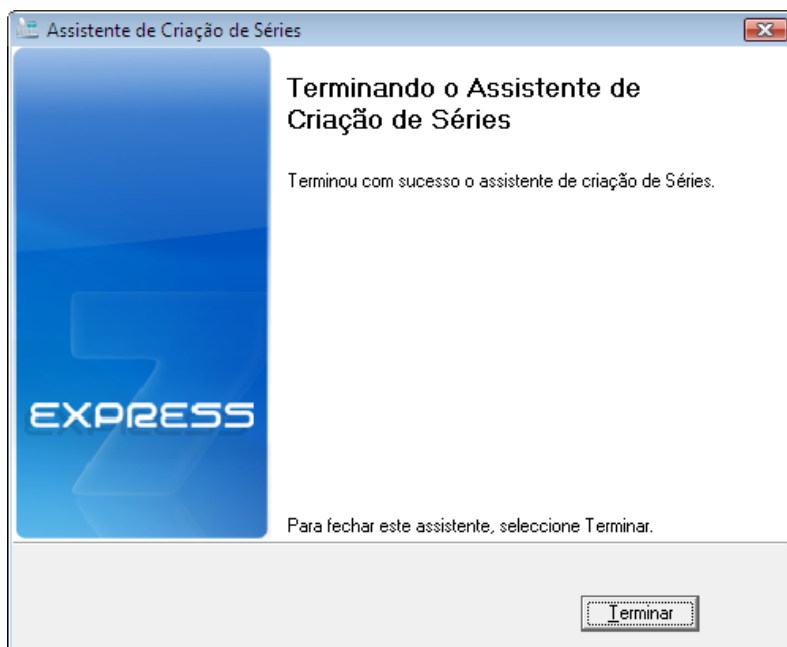 Assistente de Criação de Séries
Terminando o Assistente de
Criação de Séries
Terminou com sucesso o assistente de criação de Séries.
7
EXPRESS
Para fechar este assistente, seleccione Terminar.
Terminar